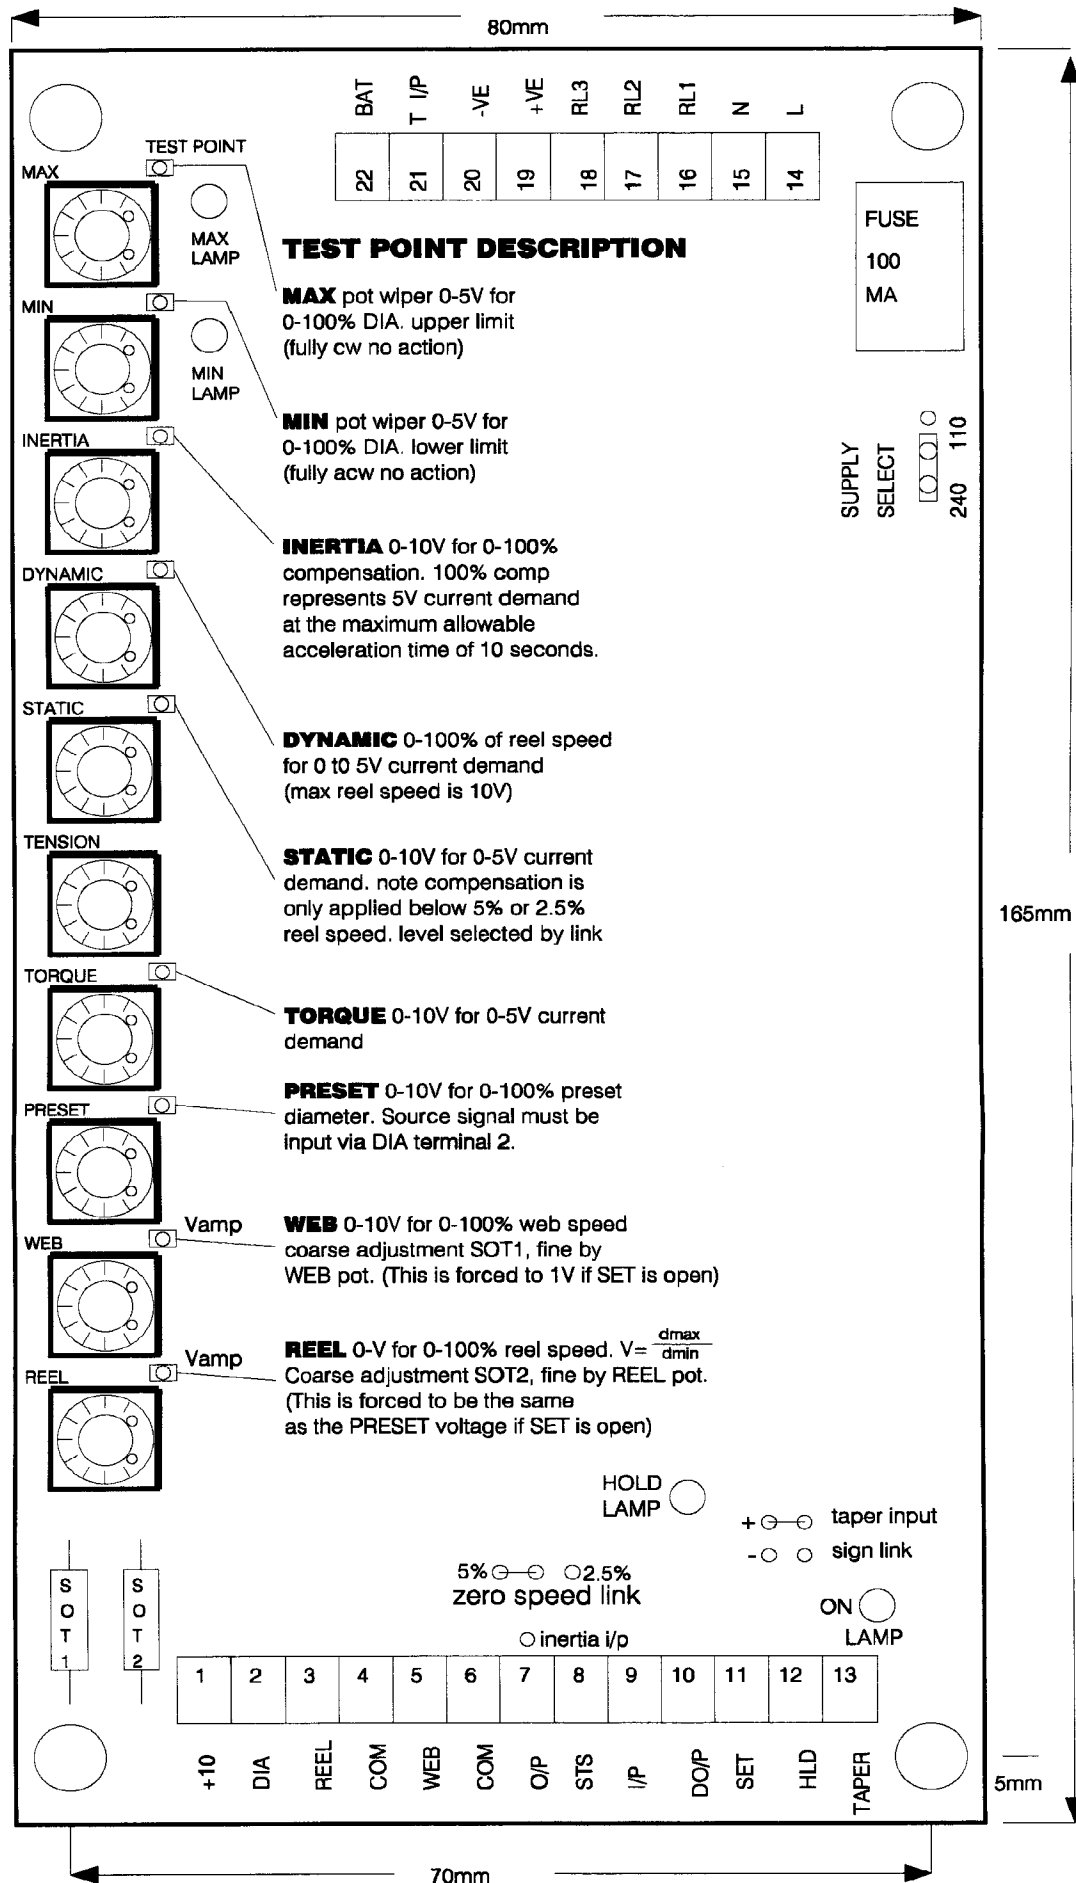 80mm
BAT T I/P -VE +VE RL3 RL2 RL1 N L
22 21 20 19 18 17 16 15 14
TEST POINT
MAX
MAX
LAMP
FUSE
100
MA
TEST POINT DESCRIPTION
MAX pot wiper 0-5V for
0-100% DIA. upper limit
(fully cw no action)
MIN
MIN
LAMP
MIN pot wiper 0-5V for
0-100% DIA. lower limit
(fully acw no action)
SUPPLY
SELECT
240 110
INERTIA
INERTIA 0-10V for 0-100%
compensation. 100% comp
represents 5V current demand
at the maximum allowable
acceleration time of 10 seconds.
DYNAMIC
DYNAMIC 0-100% of reel speed
for 0 t0 5V current demand
(max reel speed is 10V)
STATIC
STATIC 0-10V for 0-5V current
demand. note compensation is
only applied below 5% or 2.5%
reel speed. level selected by link
TENSION
165mm
TORQUE
TORQUE 0-10V for 0-5V current
demand
PRESET
PRESET 0-10V for 0-100% preset
diameter. Source signal must be
input via DIA terminal 2.
WEB
Vamp
WEB 0-10V for 0-100% web speed
coarse adjustment SOT1, fine by
WEB pot. (This is forced to 1V if SET is open)
REEL
Vamp
REEL 0-V for 0-100% reel speed. V= dmax
dmin
Coarse adjustment SOT2, fine by REEL pot.
(This is forced to be the same
as the PRESET voltage if SET is open)
HOLD
LAMP
+ taper input
- sign link
5% 2.5%
zero speed link
ON
LAMP
inertia i/p
SOT1
SOT2
1 2 3 4 5 6 7 8 9 10 11 12 13
+10 DIA REEL COM WEB COM O/P STS I/P DO/P SET HLD TAPER
5mm
70mm